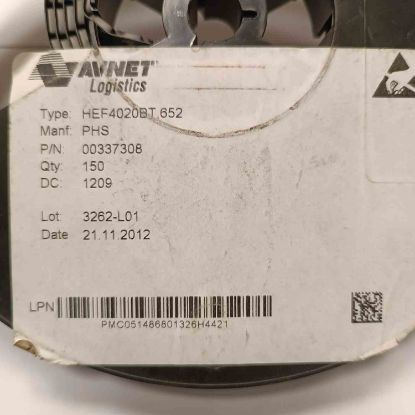 AVNET
Logistics
Type: HEF4020BT 652
Manf: PHS
P/N: 00337308
Qty: 150
DC: 1209
Lot: 3262-L01
Date 21.11.2012
LPN
PMC051486801326H4421